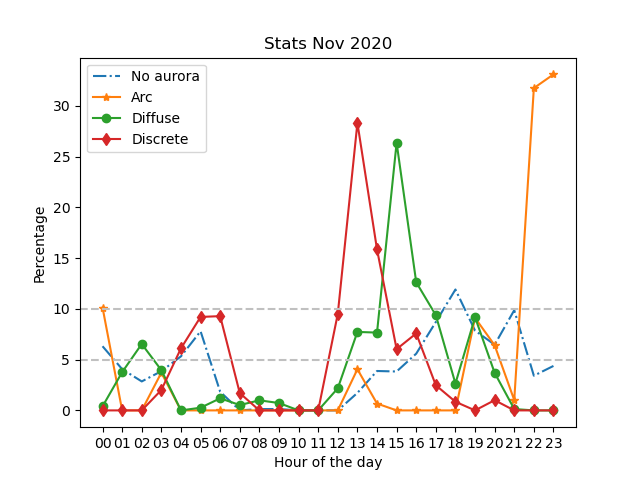 Stats Nov 2020
No aurora
Arc
Diffuse
Discrete
Percentage
30
25
20
15
10
5
0
00 01 02 03 04 05 06 07 08 09 10 11 12 13 14 15 16 17 18 19 20 21 22 23
Hour of the day